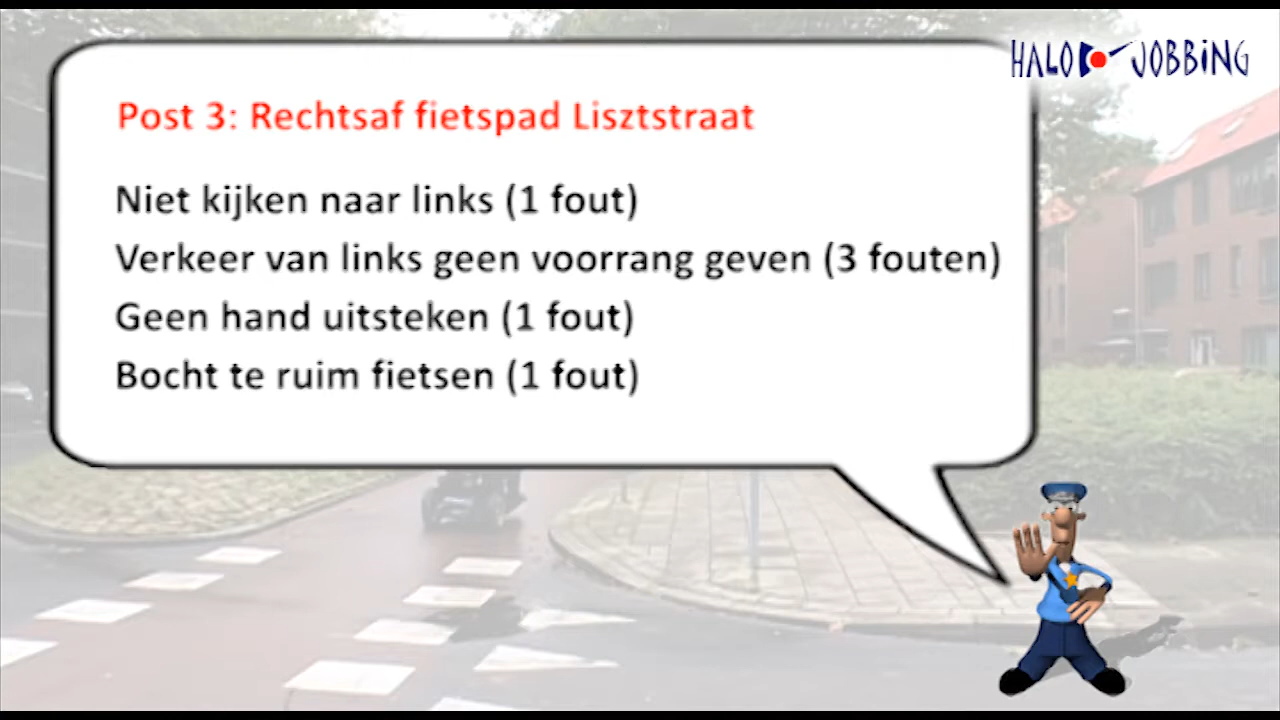 HALO JOBBING
Post 3: Rechtsaf fietspad Lisztstraat
Niet kijken naar links (1 fout)
Verkeer van links geen voorrang geven (3 fouten)
Geen hand uitsteken (1 fout)
Bocht te ruim fietsen (1 fout)